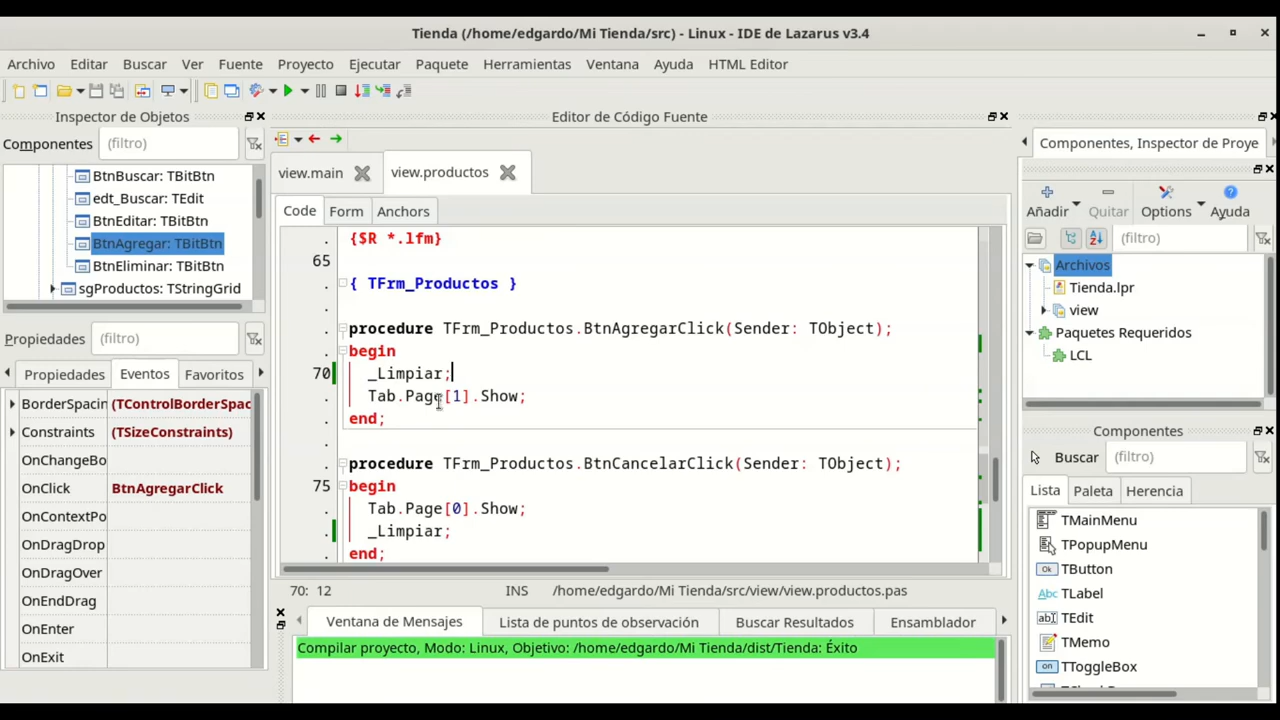 Tienda (/home/edgardo/Mi Tienda/src) - Linux - IDE de Lazarus v3.4
Archivo Editar Buscar Ver Fuente Proyecto Ejecutar Paquete Herramientas Ventana Ayuda HTML Editor
Inspector de Objetos
Componentes (filtro)
BtnBuscar: TBitBtn
edt_Buscar: TEdit
BtnEditar: TBitBtn
BtnAgregar: TBitBtn
BtnEliminar: TBitBtn
sgProductos: TStringGrid
Propiedades (filtro)
Propiedades Eventos Favoritos
BorderSpacin (TControlBorderSpac
Constraints (TSizeConstraints)
OnChangeBo
OnClick BtnAgregarClick
OnContextPo
OnDragDrop
OnDragOver
OnEndDrag
OnEnter
OnExit
Editor de Código Fuente
view.main view.productos
Code Form Anchors
. {$R *.lfm}
65
. { TFrm_Productos }
.
. procedure TFrm_Productos.BtnAgregarClick(Sender: TObject);
. begin
70 _Limpiar;
. Tab.Page[1].Show;
. end;
.
. procedure TFrm_Productos.BtnCancelarClick(Sender: TObject);
75 begin
. Tab.Page[0].Show;
. _Limpiar;
. end;
70: 12 INS /home/edgardo/Mi Tienda/src/view/view.productos.pas
Ventana de Mensajes Lista de puntos de observación Buscar Resultados Ensamblador
Compilar proyecto, Modo: Linux, Objetivo: /home/edgardo/Mi Tienda/dist/Tienda: Éxito
Componentes, Inspector de Proye
Añadir Quitar Options Ayuda
(filtro)
Archivos
Tienda.lpr
view
Paquetes Requeridos
LCL
Componentes
Buscar (filtro)
Lista Paleta Herencia
TMainMenu
TPopupMenu
Ok TButton
Abc TLabel
abI TEdit
TMemo
on TToggleBox